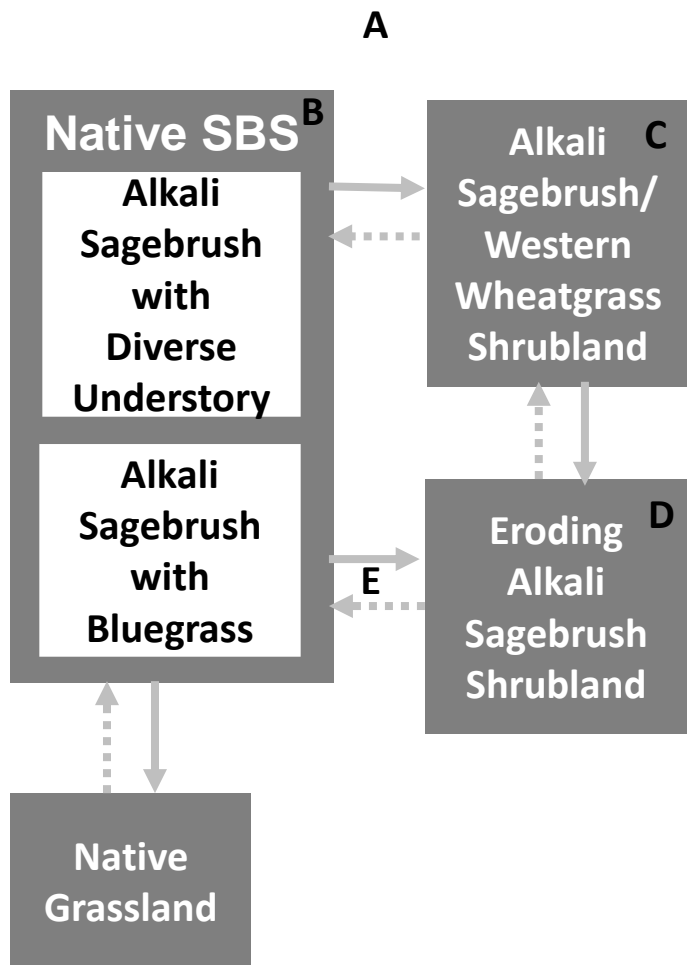 A
Native SBS
B
Alkali
Sagebrush
with
Diverse
Understory
Alkali
Sagebrush
with
Bluegrass
C
Alkali
Sagebrush/
Western
Wheatgrass
Shrubland
D
Eroding
Alkali
Sagebrush
Shrubland
E
Native
Grassland